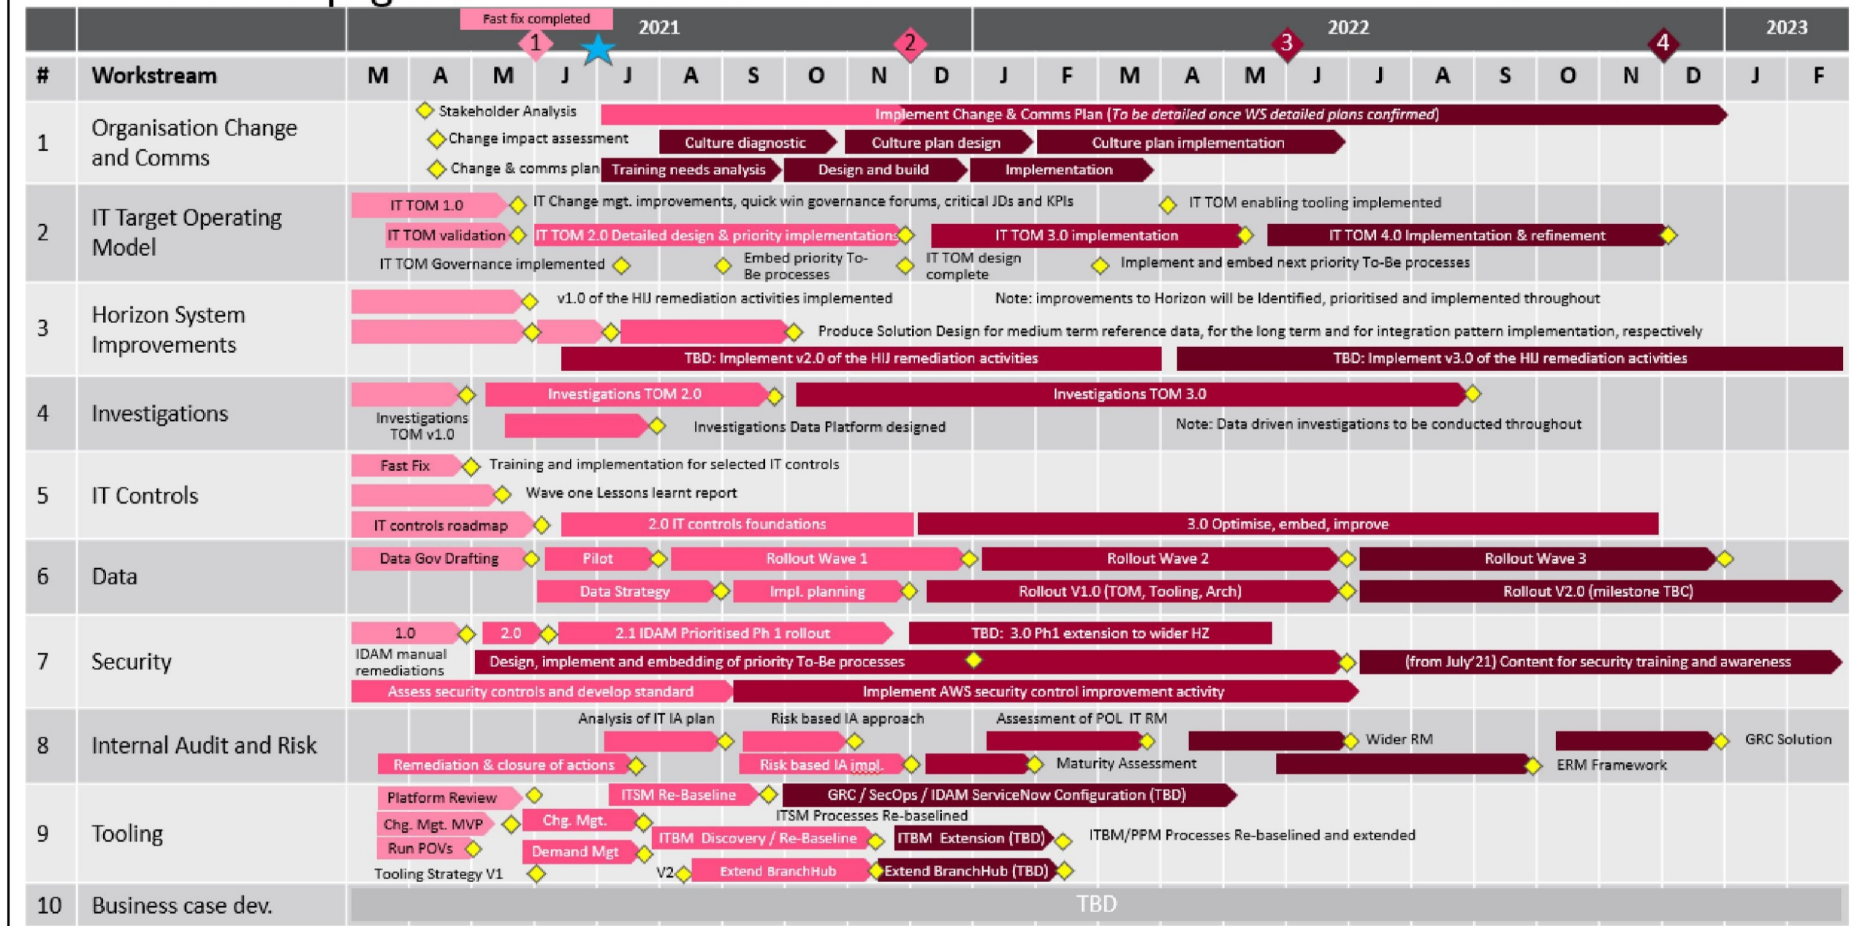 Fast fix completed
2021
2022
2023
1
2
3
4
# Workstream M A M J J A S O N D J F M A M J J A S O N D J F
1
Organisation Change
and Comms
Stakeholder Analysis
Implement Change & Comms Plan (To be detailed once WS detailed plans confirmed)
Change impact assessment
Culture diagnostic
Culture plan design
Culture plan implementation
Change & comms plan
Training needs analysis
Design and build
Implementation
2
IT Target Operating
Model
IT TOM 1.0
IT Change mgt. improvements, quick win governance forums, critical JDs and KPIs
IT TOM enabling tooling implemented
IT TOM validation
IT TOM 2.0 Detailed design & priority implementations
IT TOM 3.0 implementation
IT TOM 4.0 Implementation & refinement
IT TOM Governance implemented
Embed priority To-
Be processes
IT TOM design
complete
Implement and embed next priority To-Be processes
3
Horizon System
Improvements
v1.0 of the HIJ remediation activities implemented
Note: improvements to Horizon will be Identified, prioritised and implemented throughout
Produce Solution Design for medium term reference data, for the long term and for integration pattern implementation, respectively
TBD: Implement v2.0 of the HIJ remediation activities
TBD: Implement v3.0 of the HIJ remediation activities
4
Investigations
Investigations TOM 2.0
Investigations TOM 3.0
Investigations
TOM v1.0
Investigations Data Platform designed
Note: Data driven investigations to be conducted throughout
5
IT Controls
Fast Fix
Training and implementation for selected IT controls
Wave one Lessons learnt report
IT controls roadmap
2.0 IT controls foundations
3.0 Optimise, embed, improve
6
Data
Data Gov Drafting
Pilot
Rollout Wave 1
Rollout Wave 2
Rollout Wave 3
Data Strategy
Impl. planning
Rollout V1.0 (TOM, Tooling, Arch)
Rollout V2.0 (milestone TBC)
7
Security
1.0
2.0
2.1 IDAM Prioritised Ph 1 rollout
TBD: 3.0 Ph1 extension to wider HZ
IDAM manual
remediations
Design, implement and embedding of priority To-Be processes
(from July'21) Content for security training and awareness
Assess security controls and develop standard
Implement AWS security control improvement activity
8
Internal Audit and Risk
Analysis of IT IA plan
Risk based IA approach
Assessment of POL IT RM
Wider RM
GRC Solution
Remediation & closure of actions
Risk based IA impl.
Maturity Assessment
ERM Framework
9
Tooling
Platform Review
ITSM Re-Baseline
GRC / SecOps / IDAM ServiceNow Configuration (TBD)
ITSM Processes Re-baselined
Chg. Mgt. MVP
Chg. Mgt.
ITBM Discovery / Re-Baseline
ITBM Extension (TBD)
ITBM/PPM Processes Re-baselined and extended
Run POVs
Demand Mgt
Tooling Strategy V1
V2
Extend BranchHub
Extend BranchHub (TBD)
10
Business case dev.
TBD